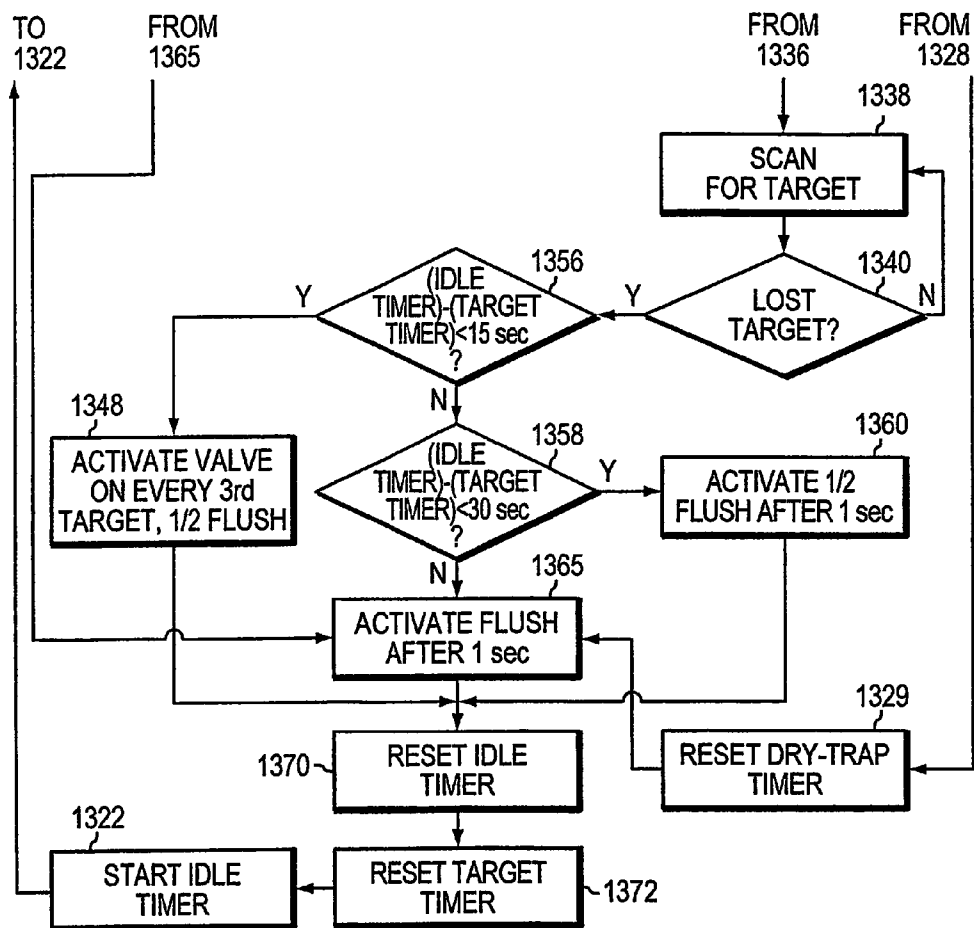 TO
1322
FROM
1365
FROM
1336
FROM
1328
1338
SCAN
FOR TARGET
1340
LOST
TARGET?
Y
N
1356
(IDLE
TIMER)-(TARGET
TIMER)<15 sec
?
Y
N
1348
ACTIVATE VALVE
ON EVERY 3rd
TARGET, 1/2 FLUSH
1358
(IDLE
TIMER)-(TARGET
TIMER)<30 sec
?
Y
N
1360
ACTIVATE 1/2
FLUSH AFTER 1 sec
1365
ACTIVATE FLUSH
AFTER 1 sec
1329
RESET DRY-TRAP
TIMER
1370
RESET IDLE
TIMER
1322
START IDLE
TIMER
RESET TARGET
TIMER
1372